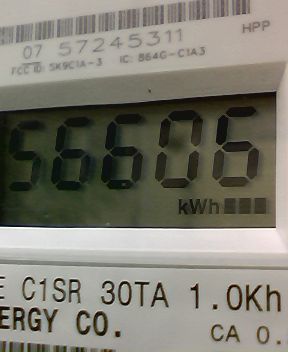 07 57245311 HPP
FCC ID: SK9C1A-3 IC: 864G-C1A3
56606
kWh
E C1SR 30TA 1.0Kh
ERGY CO. CA 0.